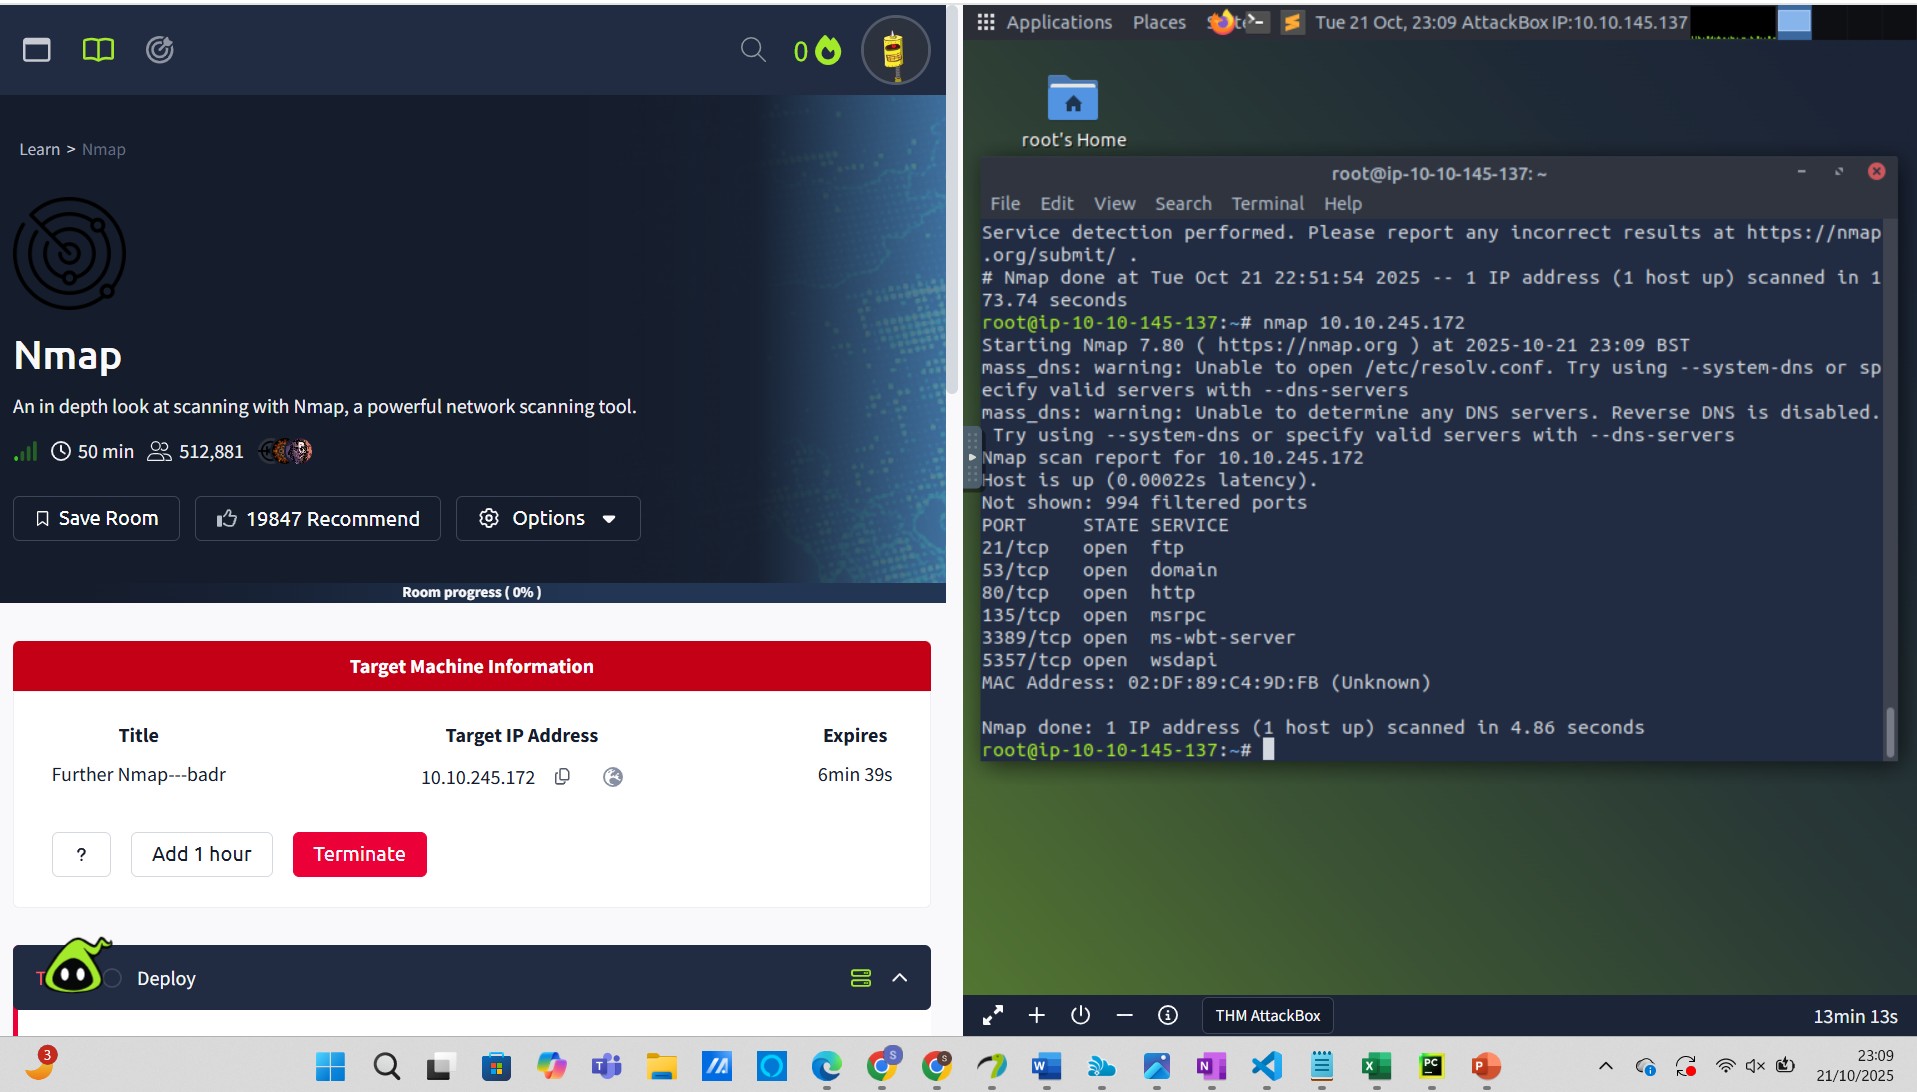 0
Learn > Nmap
Nmap
An in depth look at scanning with Nmap, a powerful network scanning tool.
50 min 512,881
Save Room 19847 Recommend Options
Room progress ( 0% )
Target Machine Information
Title Target IP Address Expires
Further Nmap---badr 10.10.245.172 6min 39s
? Add 1 hour Terminate
Deploy
Applications Places Tue 21 Oct, 23:09 AttackBox IP:10.10.145.137
root's Home
root@ip-10-10-145-137: ~
File Edit View Search Terminal Help
Service detection performed. Please report any incorrect results at https://nmap
.org/submit/ .
# Nmap done at Tue Oct 21 22:51:54 2025 -- 1 IP address (1 host up) scanned in 1
73.74 seconds
root@ip-10-10-145-137:~# nmap 10.10.245.172
Starting Nmap 7.80 ( https://nmap.org ) at 2025-10-21 23:09 BST
mass_dns: warning: Unable to open /etc/resolv.conf. Try using --system-dns or sp
ecify valid servers with --dns-servers
mass_dns: warning: Unable to determine any DNS servers. Reverse DNS is disabled.
Try using --system-dns or specify valid servers with --dns-servers
Nmap scan report for 10.10.245.172
Host is up (0.00022s latency).
Not shown: 994 filtered ports
PORT STATE SERVICE
21/tcp open ftp
53/tcp open domain
80/tcp open http
135/tcp open msrpc
3389/tcp open ms-wbt-server
5357/tcp open wsdapi
MAC Address: 02:DF:89:C4:9D:FB (Unknown)
Nmap done: 1 IP address (1 host up) scanned in 4.86 seconds
root@ip-10-10-145-137:~#
THM AttackBox 13min 13s
3
23:09
21/10/2025